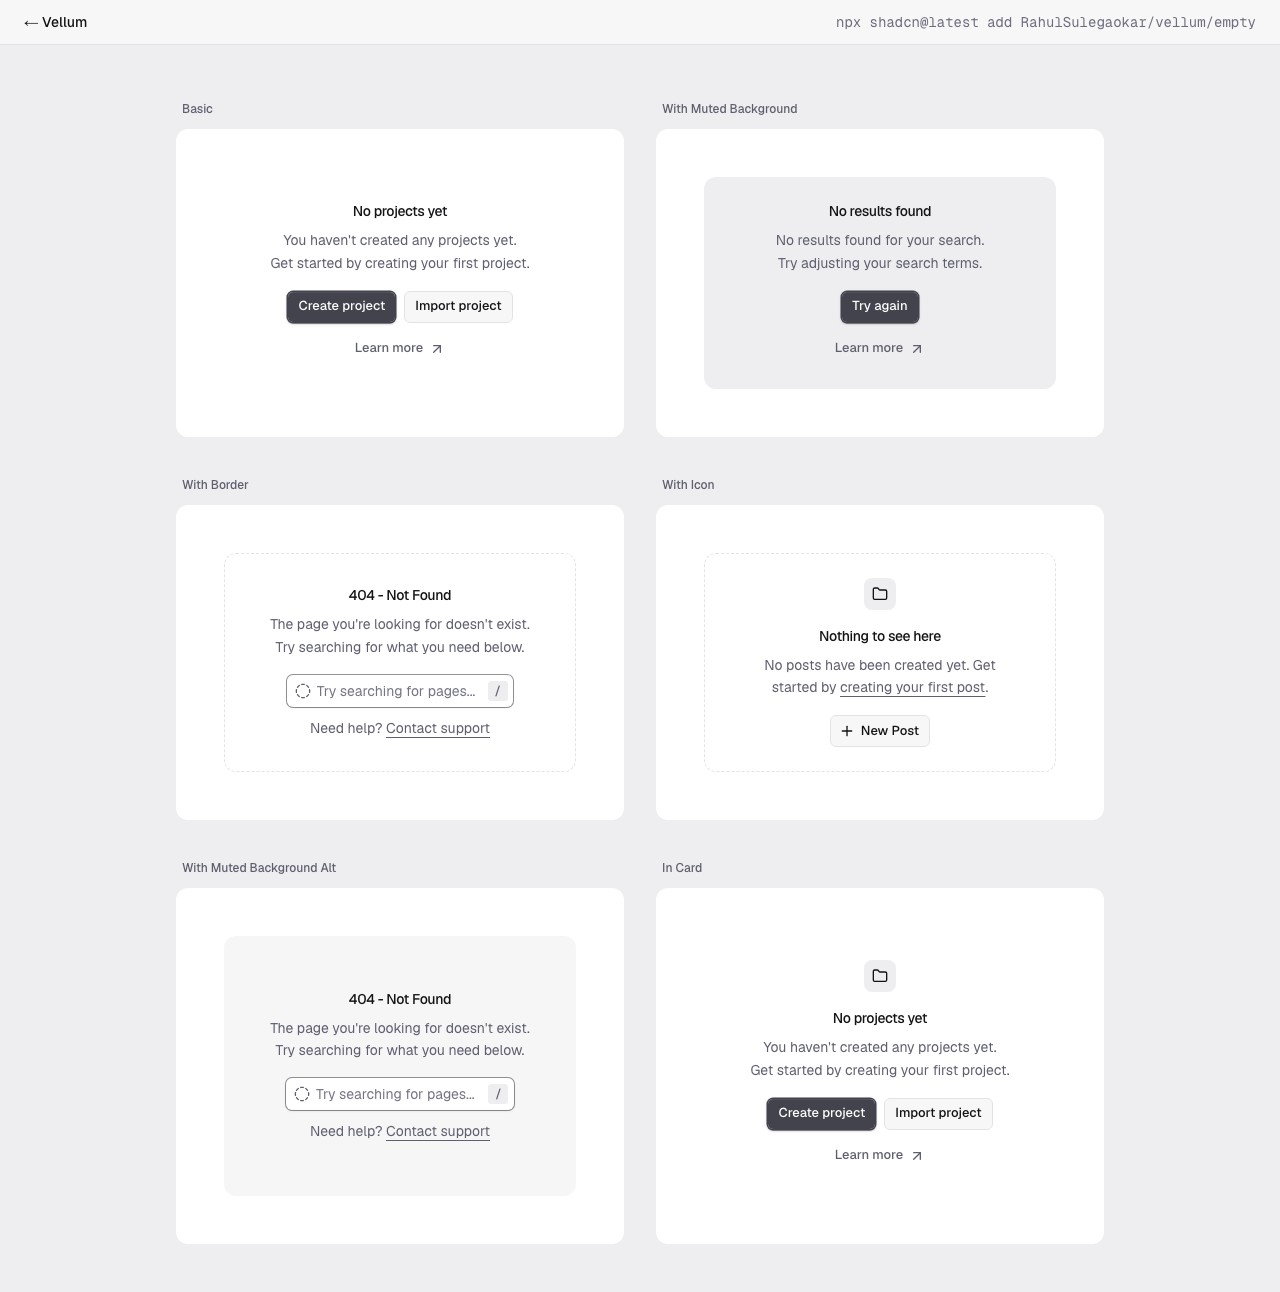 ← Vellum
npx shadcn@latest add RahulSulegaokar/vellum/empty
Basic
No projects yet
You haven't created any projects yet.
Get started by creating your first project.
Create project
Import project
Learn more
With Muted Background
No results found
No results found for your search.
Try adjusting your search terms.
Try again
Learn more
With Border
404 - Not Found
The page you're looking for doesn't exist.
Try searching for what you need below.
Try searching for pages...
/
Need help? Contact support
With Icon
Nothing to see here
No posts have been created yet. Get
started by creating your first post.
New Post
With Muted Background Alt
404 - Not Found
The page you're looking for doesn't exist.
Try searching for what you need below.
Try searching for pages...
/
Need help? Contact support
In Card
No projects yet
You haven't created any projects yet.
Get started by creating your first project.
Create project
Import project
Learn more